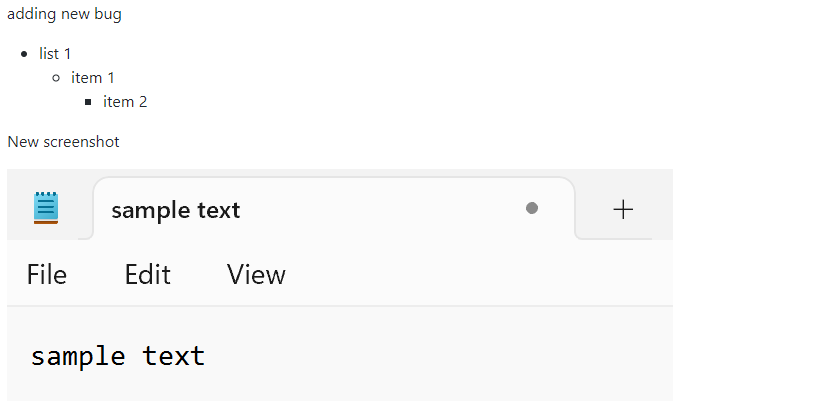 adding new bug
list 1
item 1
item 2
New screenshot
sample text
File Edit View
sample text